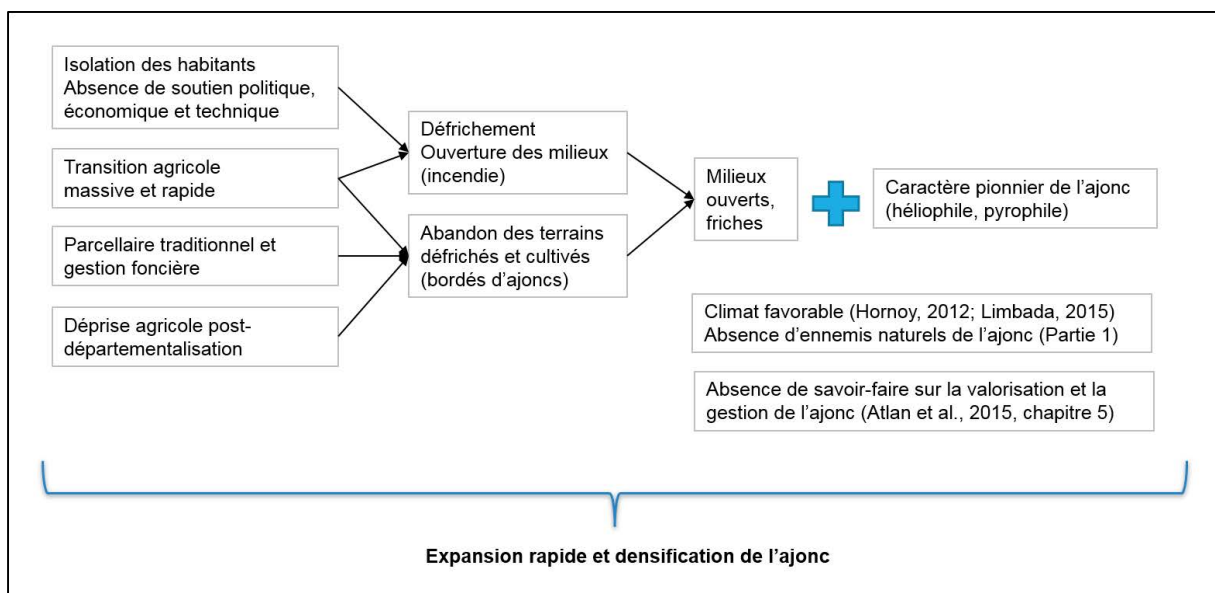 Isolation des habitants
Absence de soutien politique,
économique et technique
Transition agricole
massive et rapide
Parcellaire traditionnel et
gestion foncière
Déprise agricole post-
départementalisation
Défrichement
Ouverture des milieux
(incendie)
Abandon des terrains
défrichés et cultivés
(bordés d’ajoncs)
Milieux
ouverts,
friches
Caractère pionnier de l’ajonc
(héliophile, pyrophile)
Climat favorable (Hornoy, 2012; Limbada, 2015)
Absence d’ennemis naturels de l’ajonc (Partie 1)
Absence de savoir-faire sur la valorisation et la
gestion de l’ajonc (Atlan et al., 2015, chapitre 5)
Expansion rapide et densification de l’ajonc